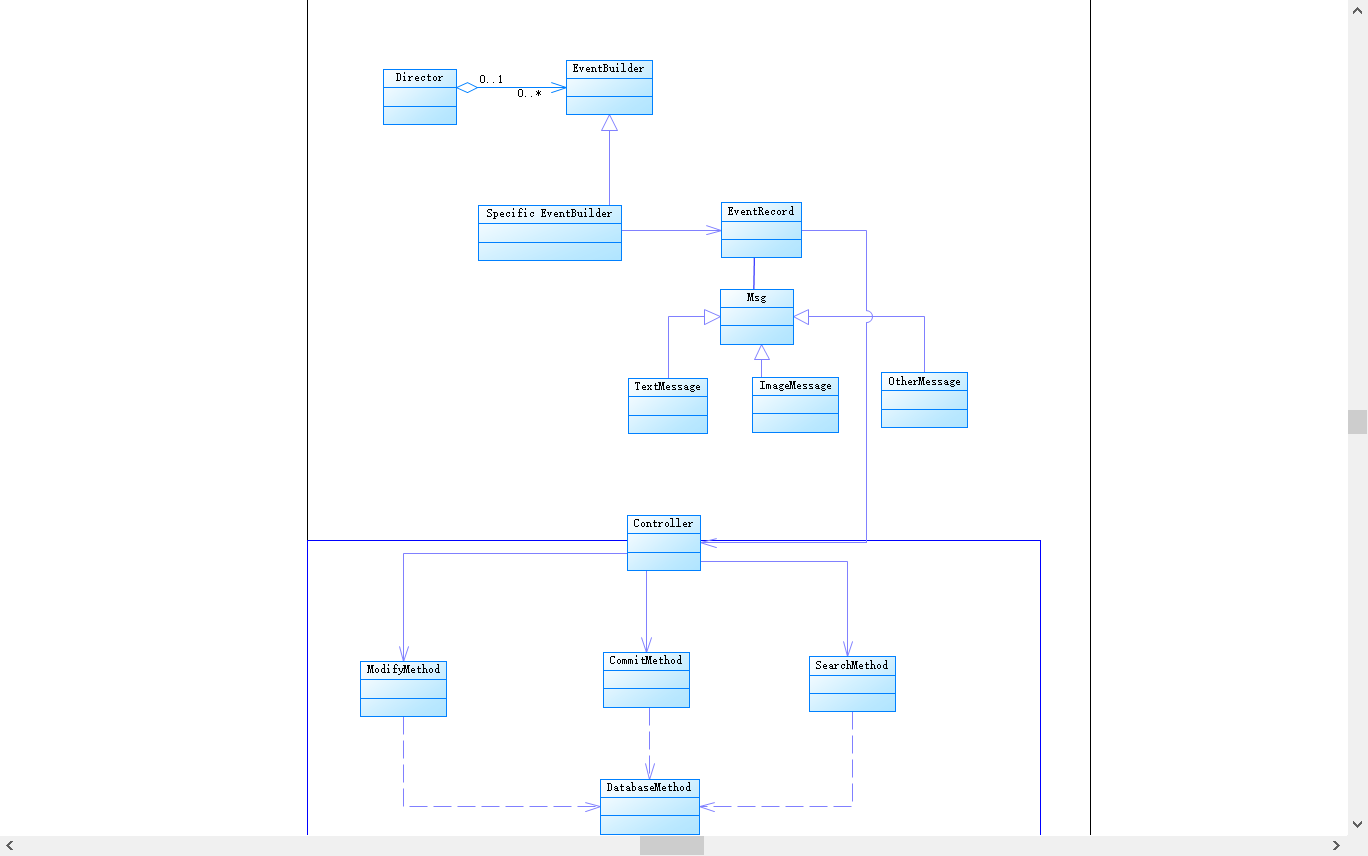 Director
0..1
0..*
EventBuilder
Specific EventBuilder
EventRecord
Msg
TextMessage
ImageMessage
OtherMessage
Controller
ModifyMethod
CommitMethod
SearchMethod
DatabaseMethod